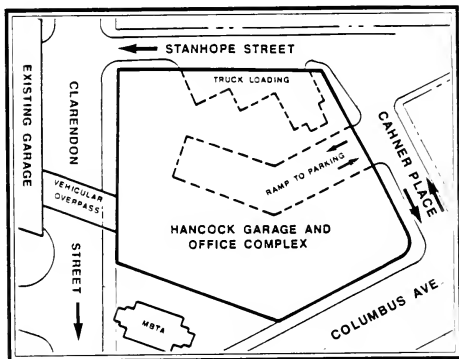 STANHOPE STREET
TRUCK LOADING
EXISTING GARAGE
CLARENDON
STREET
VEHICULAR
OVERPASS
RAMP TO PARKING
CAHNER PLACE
HANCOCK GARAGE AND
OFFICE COMPLEX
MBTA
COLUMBUS AVE.